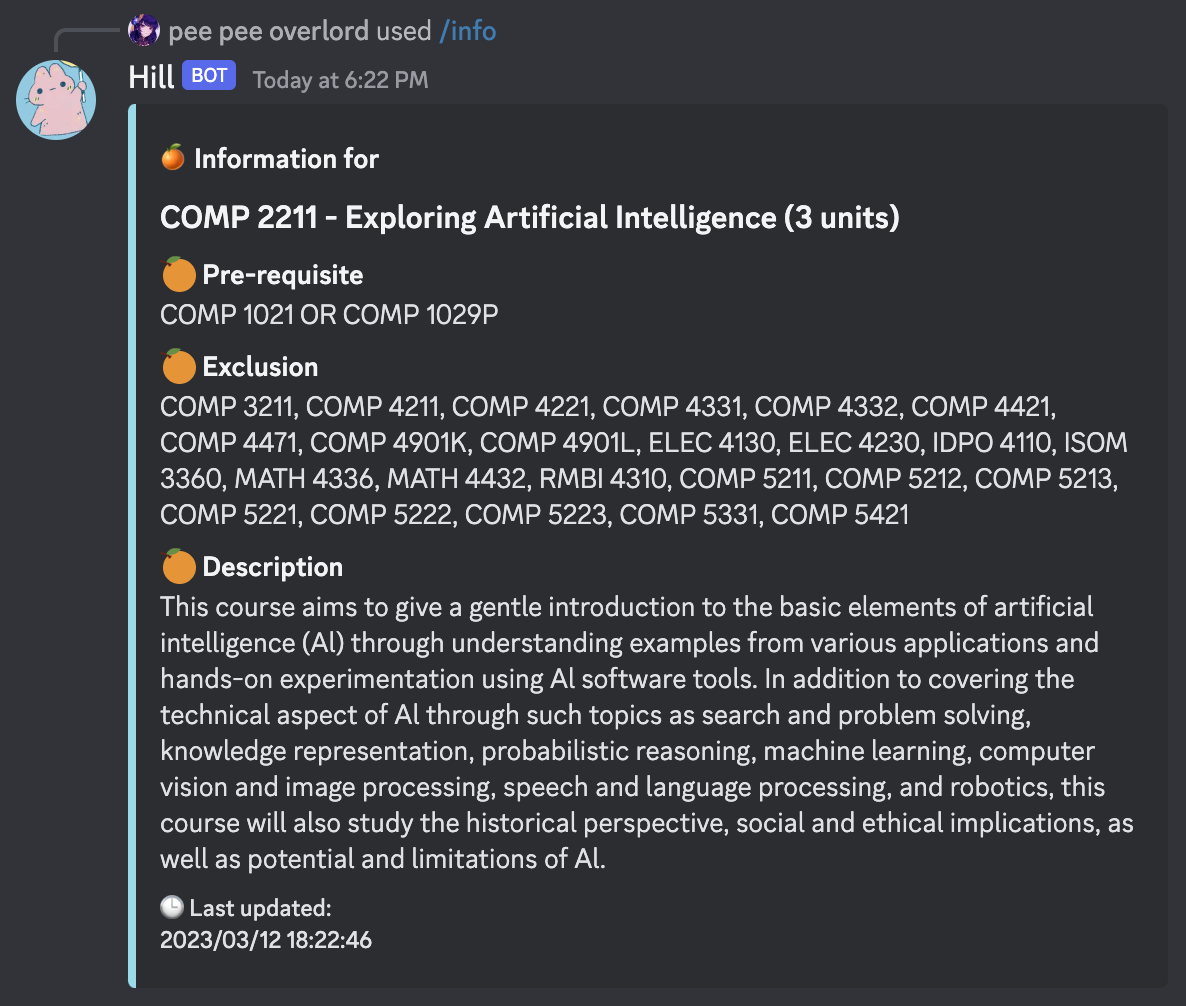 pee pee overlord used /info
Hill BOT Today at 6:22 PM
Information for
COMP 2211 - Exploring Artificial Intelligence (3 units)
Pre-requisite
COMP 1021 OR COMP 1029P
Exclusion
COMP 3211, COMP 4211, COMP 4221, COMP 4331, COMP 4332, COMP 4421,
COMP 4471, COMP 4901K, COMP 4901L, ELEC 4130, ELEC 4230, IDPO 4110, ISOM
3360, MATH 4336, MATH 4432, RMBI 4310, COMP 5211, COMP 5212, COMP 5213,
COMP 5221, COMP 5222, COMP 5223, COMP 5331, COMP 5421
Description
This course aims to give a gentle introduction to the basic elements of artificial
intelligence (AI) through understanding examples from various applications and
hands-on experimentation using AI software tools. In addition to covering the
technical aspect of AI through such topics as search and problem solving,
knowledge representation, probabilistic reasoning, machine learning, computer
vision and image processing, speech and language processing, and robotics, this
course will also study the historical perspective, social and ethical implications, as
well as potential and limitations of AI.
Last updated:
2023/03/12 18:22:46